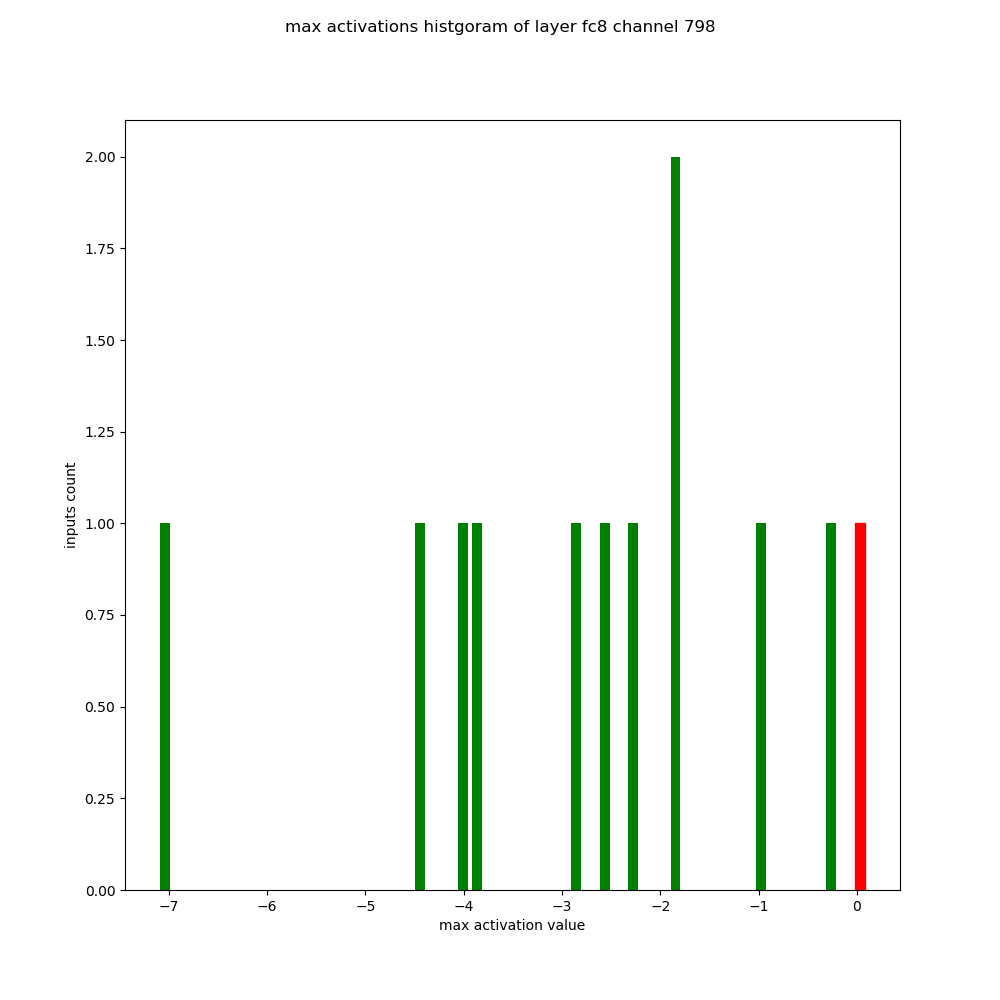 max activations histgoram of layer fc8 channel 798
2.00
1.75
1.50
1.25
1.00
0.75
0.50
0.25
0.00
inputs count
−7 −6 −5 −4 −3 −2 −1 0
max activation value